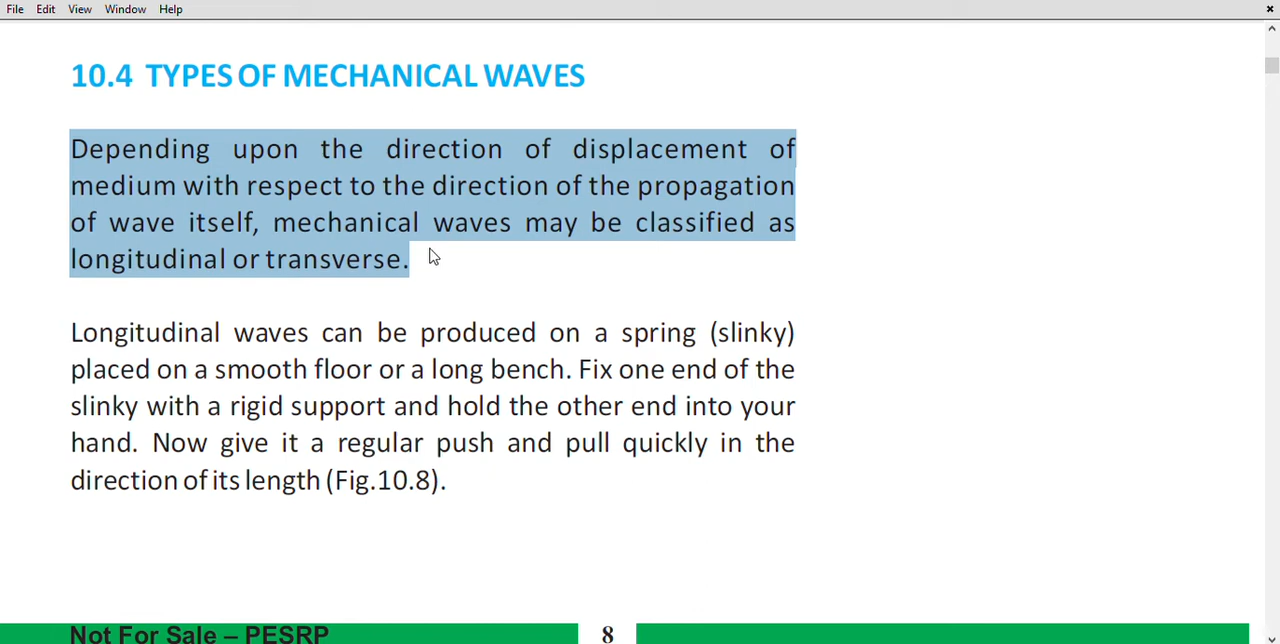 File Edit View Window Help
10.4 TYPES OF MECHANICAL WAVES
Depending upon the direction of displacement of
medium with respect to the direction of the propagation
of wave itself, mechanical waves may be classified as
longitudinal or transverse.
Longitudinal waves can be produced on a spring (slinky)
placed on a smooth floor or a long bench. Fix one end of the
slinky with a rigid support and hold the other end into your
hand. Now give it a regular push and pull quickly in the
direction of its length (Fig.10.8).
Not For Sale – PESRP 8